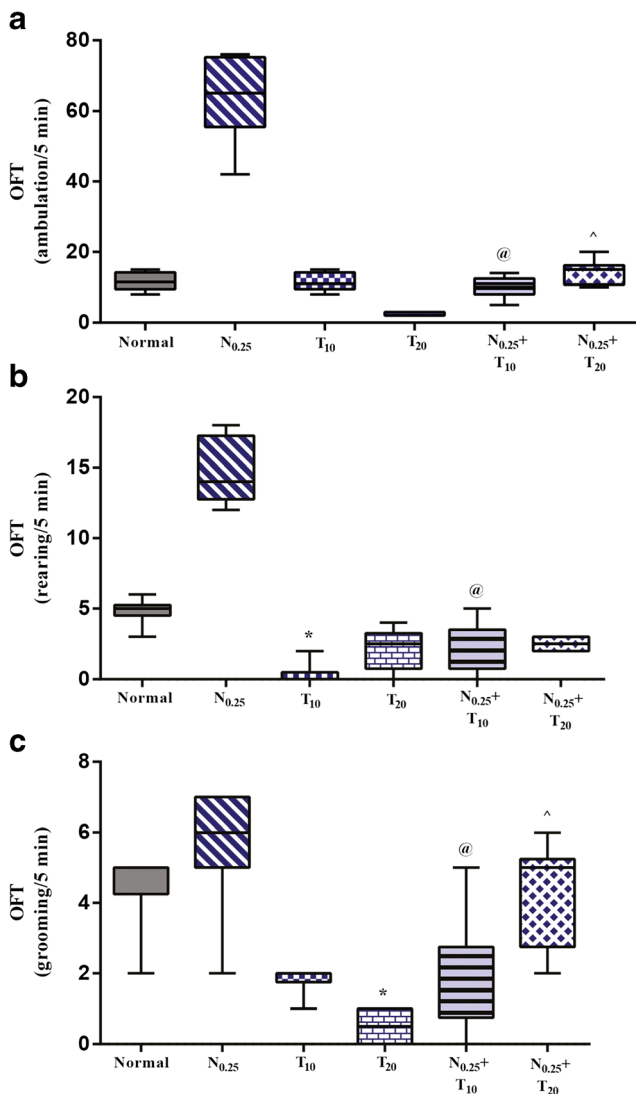 a
OFT
(ambulation/5 min)
80
60
40
20
0
@
^
Normal N₀.₂₅ T₁₀ T₂₀ N₀.₂₅+ N₀.₂₅+
T₁₀ T₂₀
b
OFT
(rearing/5 min)
20
15
10
5
0
*
@
Normal N₀.₂₅ T₁₀ T₂₀ N₀.₂₅+ N₀.₂₅+
T₁₀ T₂₀
c
OFT
(grooming/5 min)
8
6
4
2
0
*
@
^
Normal N₀.₂₅ T₁₀ T₂₀ N₀.₂₅+ N₀.₂₅+
T₁₀ T₂₀